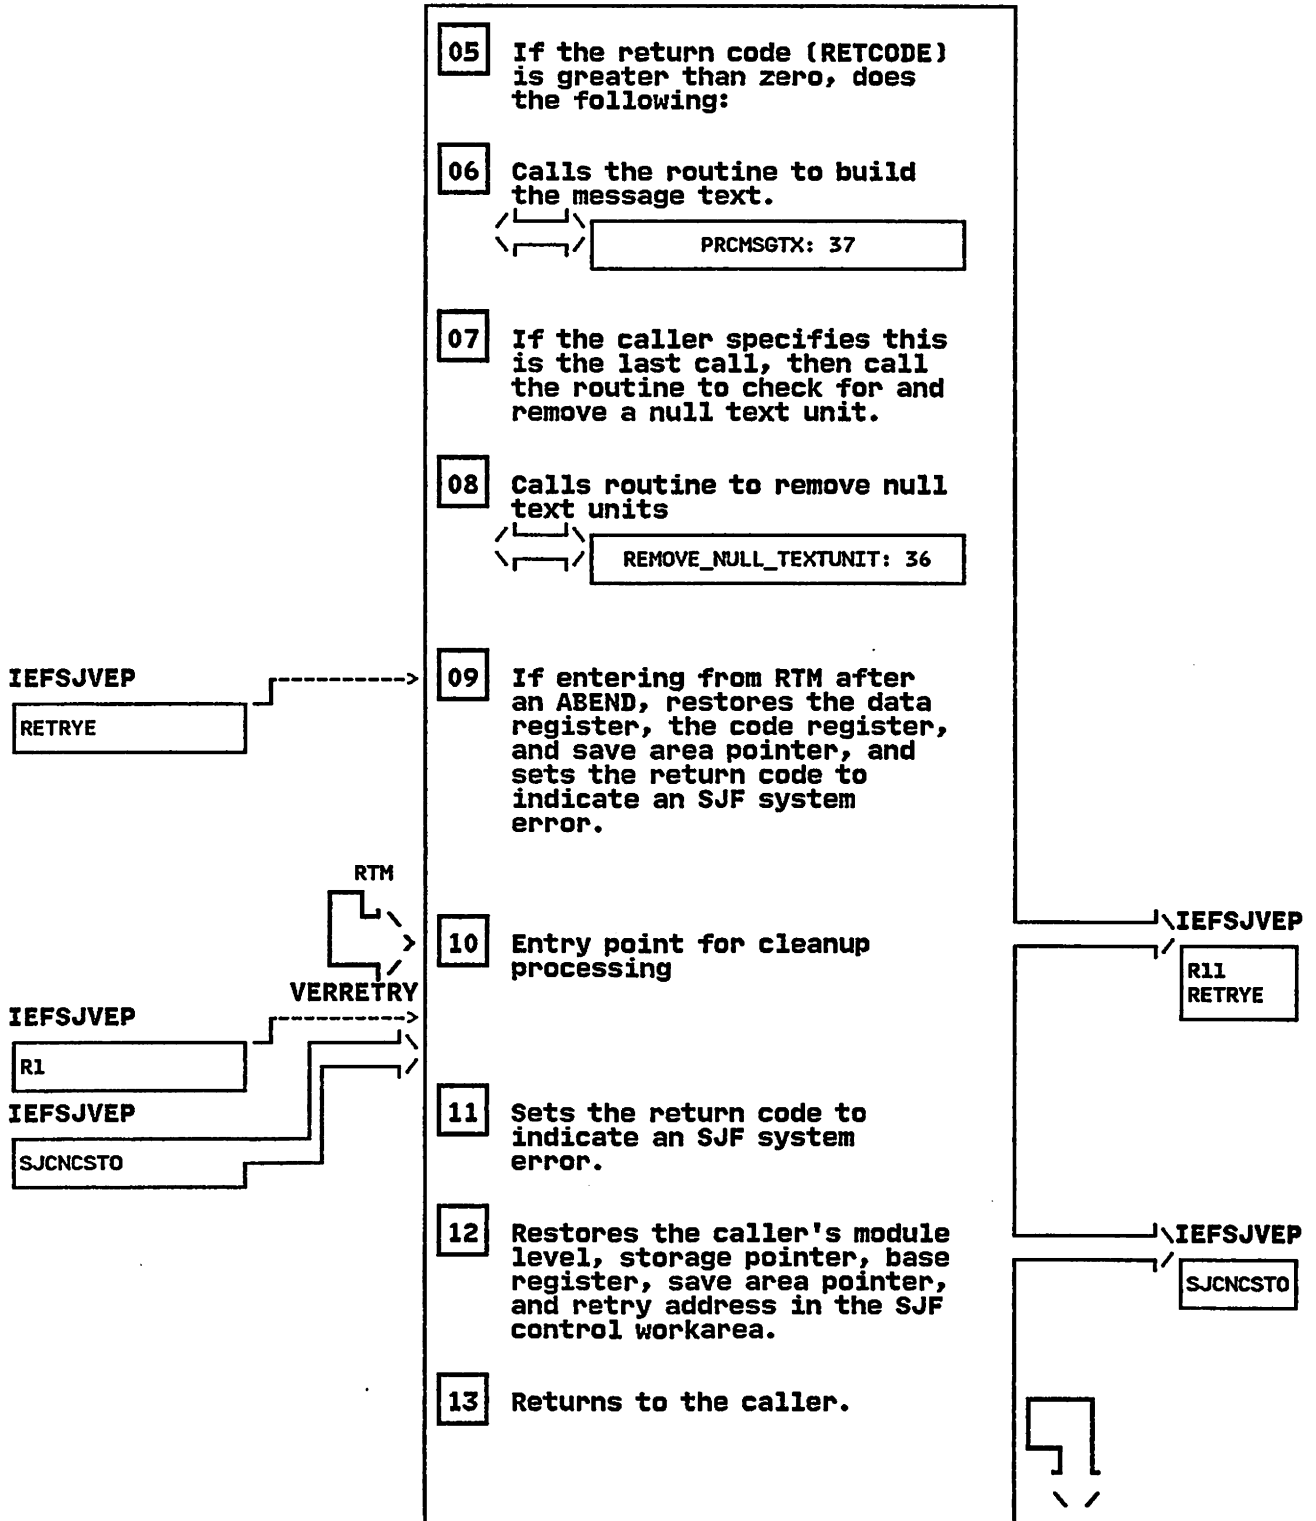 05 If the return code (RETCODE)
is greater than zero, does
the following:
06 Calls the routine to build
the message text.
PRCMSGTX: 37
07 If the caller specifies this
is the last call, then call
the routine to check for and
remove a null text unit.
08 Calls routine to remove null
text units
REMOVE_NULL_TEXTUNIT: 36
IEFSJVEP
RETRYE
09 If entering from RTM after
an ABEND, restores the data
register, the code register,
and save area pointer, and
sets the return code to
indicate an SJF system
error.
RTM
VERRETRY
10 Entry point for cleanup
processing
IEFSJVEP
R11
RETRYE
IEFSJVEP
R1
IEFSJVEP
SJCNCSTO
11 Sets the return code to
indicate an SJF system
error.
12 Restores the caller's module
level, storage pointer, base
register, save area pointer,
and retry address in the SJF
control workarea.
IEFSJVEP
SJCNCSTO
13 Returns to the caller.